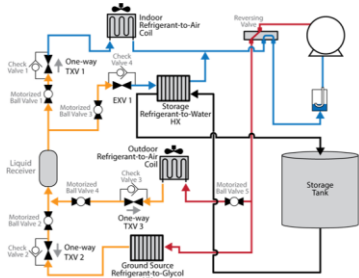 Indoor
Refrigerant-to-Air
Coil
Reversing
Valve
Check
Valve 1
One-way
TXV 1
Check
Valve 4
Motorized
Ball Valve 1
Motorized
Ball Valve 3
EXV 1
Storage
Refrigerant-to-Water
HX
Liquid
Receiver
Outdoor
Refrigerant-to-Air
Coil
Check
Valve 3
Motorized
Ball Valve 4
Motorized
Ball Valve 5
Storage
Tank
Motorized
Ball Valve 2
One-way
TXV 3
Check
Valve 2
One-way
TXV 2
Ground Source
Refrigerant-to-Glycol